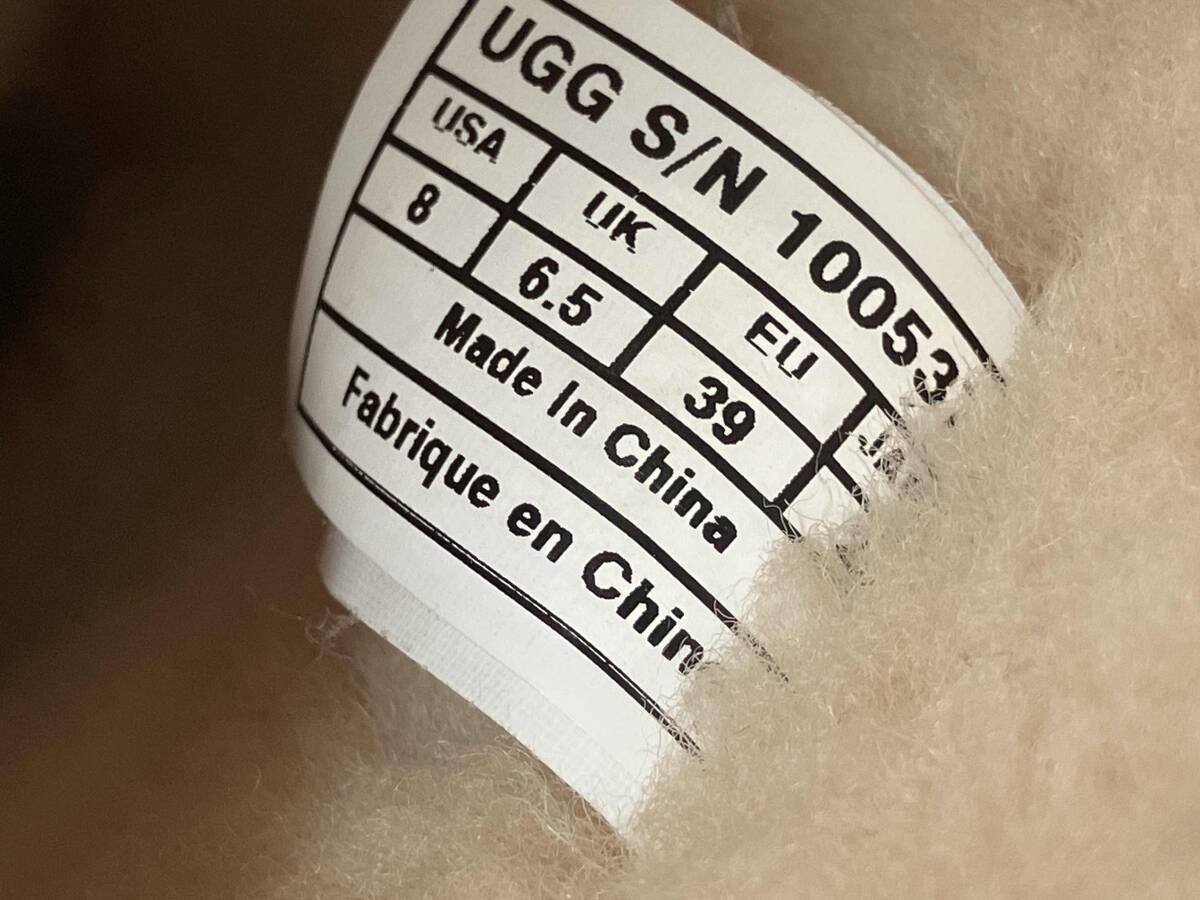 UGG S/N 10053
USA UK EU
8 6.5 39
Made In China
Fabrique en Chin